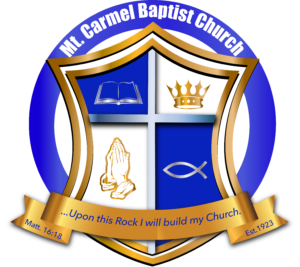 Mt. Carmel Baptist Church
...Upon this Rock I will build my Church.
Matt. 16:18
Est.1923